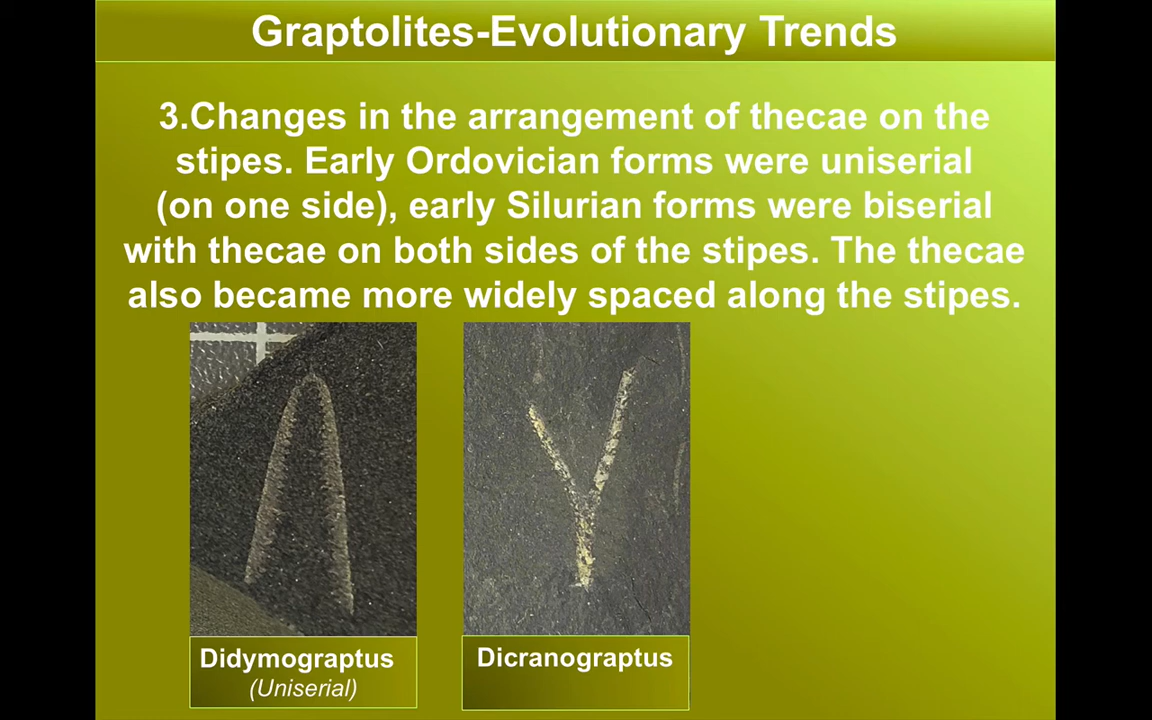 Graptolites-Evolutionary Trends
3.Changes in the arrangement of thecae on the
stipes. Early Ordovician forms were uniserial
(on one side), early Silurian forms were biserial
with thecae on both sides of the stipes. The thecae
also became more widely spaced along the stipes.
Didymograptus
(Uniserial)
Dicranograptus